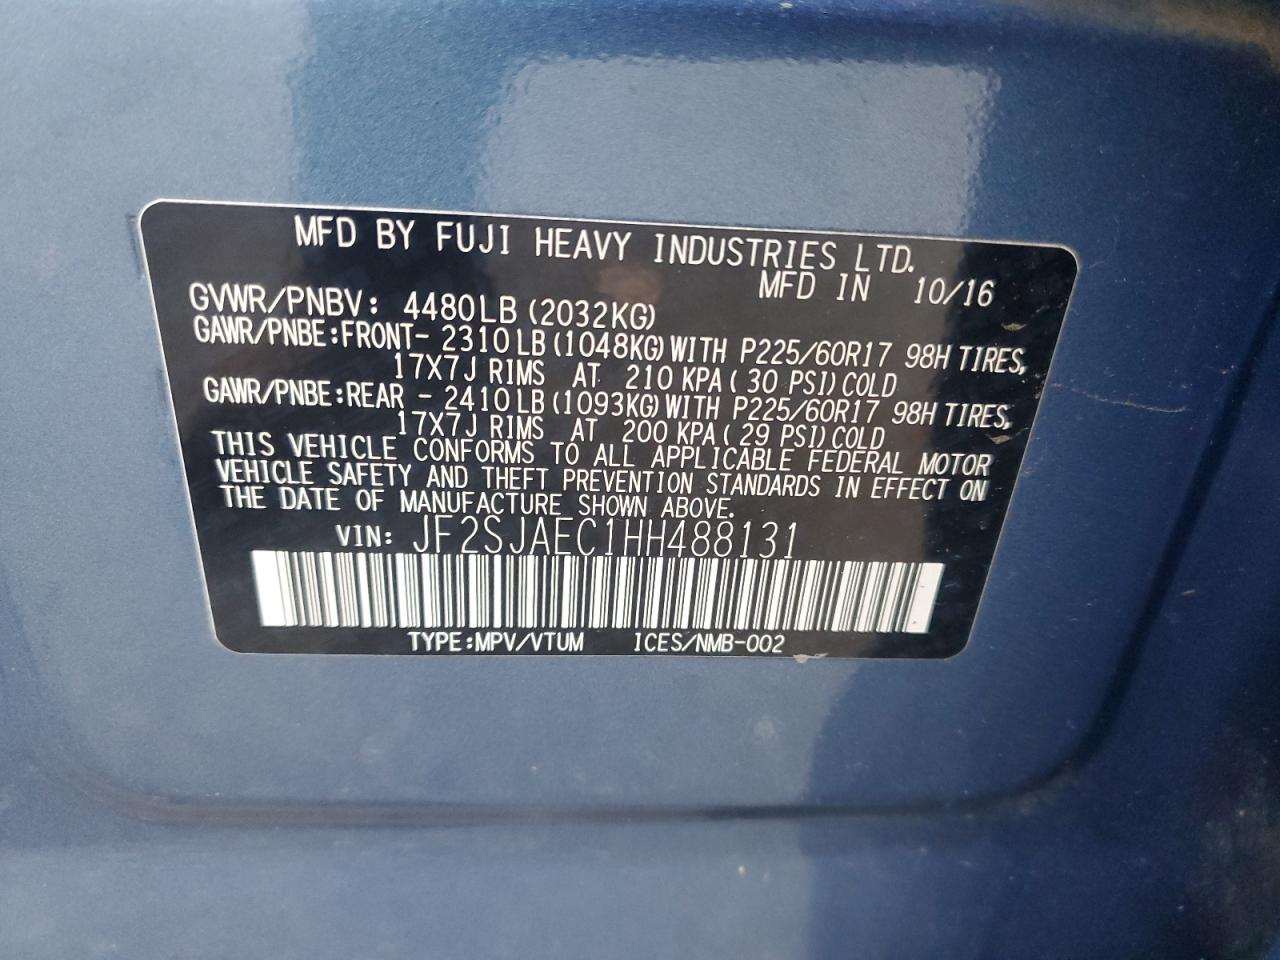 MFD BY FUJI HEAVY INDUSTRIES LTD.
MFD IN 10/16
GVWR/PNBV: 4480LB (2032KG)
GAWR/PNBE:FRONT- 2310LB (1048KG) WITH P225/60R17 98H TIRES,
17X7J RIMS AT 210 KPA ( 30 PSI) COLD
GAWR/PNBE:REAR - 2410LB (1093KG) WITH P225/60R17 98H TIRES,
17X7J RIMS AT 200 KPA ( 29 PSI) COLD
THIS VEHICLE CONFORMS TO ALL APPLICABLE FEDERAL MOTOR
VEHICLE SAFETY AND THEFT PREVENTION STANDARDS IN EFFECT ON
THE DATE OF MANUFACTURE SHOWN ABOVE.
VIN: JF2SJAEC1HH488131
TYPE:MPV/VTUM ICES/NMB-002